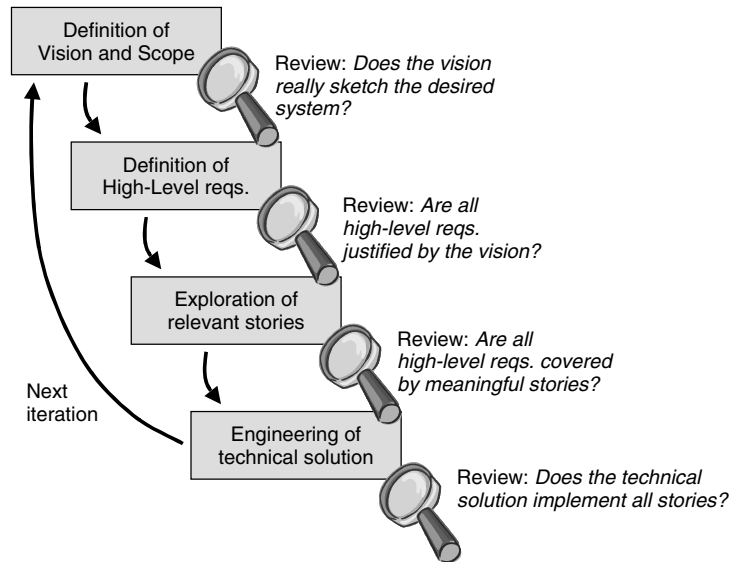 Definition of
Vision and Scope
Review: Does the vision
really sketch the desired
system?
Definition of
High-Level reqs.
Review: Are all
high-level reqs.
justified by the vision?
Exploration of
relevant stories
Review: Are all
high-level reqs. covered
by meaningful stories?
Next
iteration
Engineering of
technical solution
Review: Does the technical
solution implement all stories?